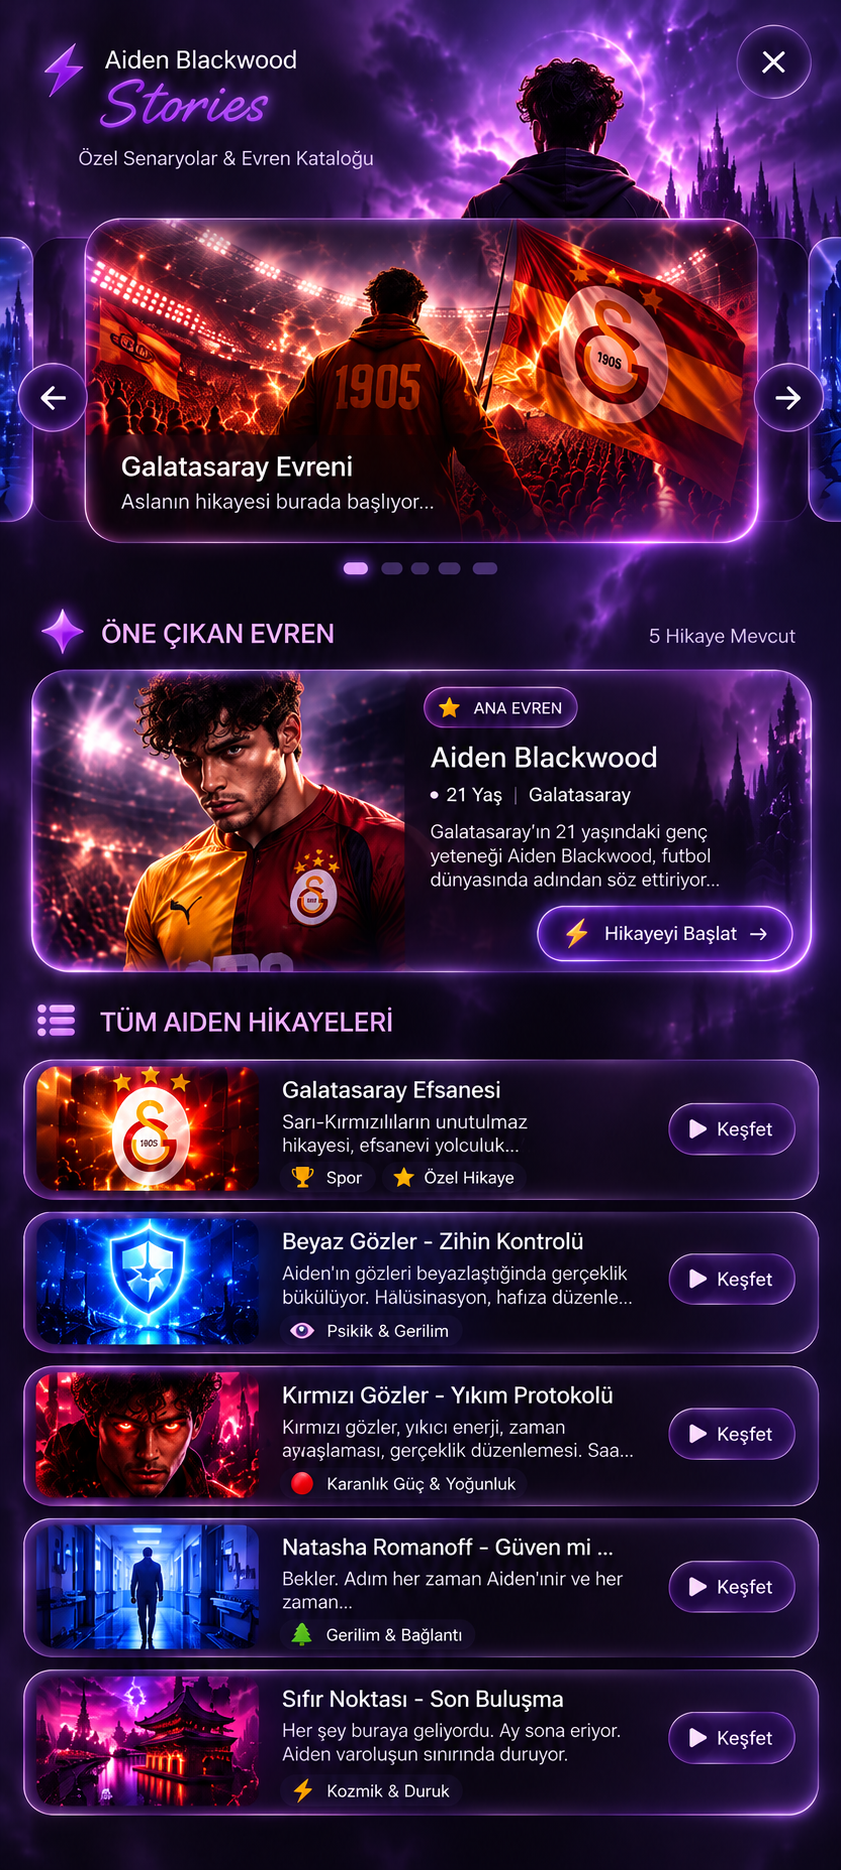 Aiden Blackwood
Stories
Özel Senaryolar & Evren Kataloğu
1905
1905
Galatasaray Evreni
Aslanın hikayesi burada başlıyor...
ÖNE ÇIKAN EVREN
5 Hikaye Mevcut
ANA EVREN
Aiden Blackwood
• 21 Yaş | Galatasaray
Galatasaray'ın 21 yaşındaki genç
yeteneği Aiden Blackwood, futbol
dünyasında adından söz ettiriyor...
Hikayeyi Başlat →
TÜM AIDEN HİKAYELERİ
1905
Galatasaray Efsanesi
Sarı-Kırmızılıların unutulmaz
hikayesi, efsanevi yolculuk...
Spor
Özel Hikaye
Keşfet
Beyaz Gözler - Zihin Kontrolü
Aiden'ın gözleri beyazlaştığında gerçeklik
bükülüyor. Hâlüsinasyon, hafıza düzenle...
Psikik & Gerilim
Keşfet
Kırmızı Gözler - Yıkım Protokolü
Kırmızı gözler, yıkıcı enerji, zaman
ayraşlaması, gerçeklik düzenlemesi. Saa...
Karanlık Güç & Yoğunluk
Keşfet
Natasha Romanoff - Güven mi ...
Bekler. Adım her zaman Aiden'ınır ve her
zaman...
Gerilim & Bağlantı
Keşfet
Sıfır Noktası - Son Buluşma
Her şey buraya geliyordu. Ay sona eriyor.
Aiden varoluşun sınırında duruyor.
Kozmik & Duruk
Keşfet